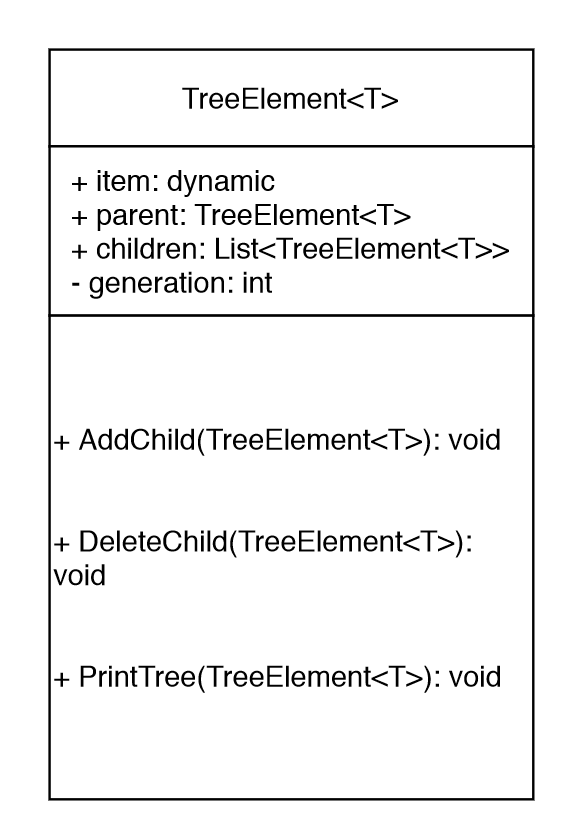 TreeElement<T>
+ item: dynamic
+ parent: TreeElement<T>
+ children: List<TreeElement<T>>
- generation: int
+ AddChild(TreeElement<T>): void
+ DeleteChild(TreeElement<T>):
void
+ PrintTree(TreeElement<T>): void